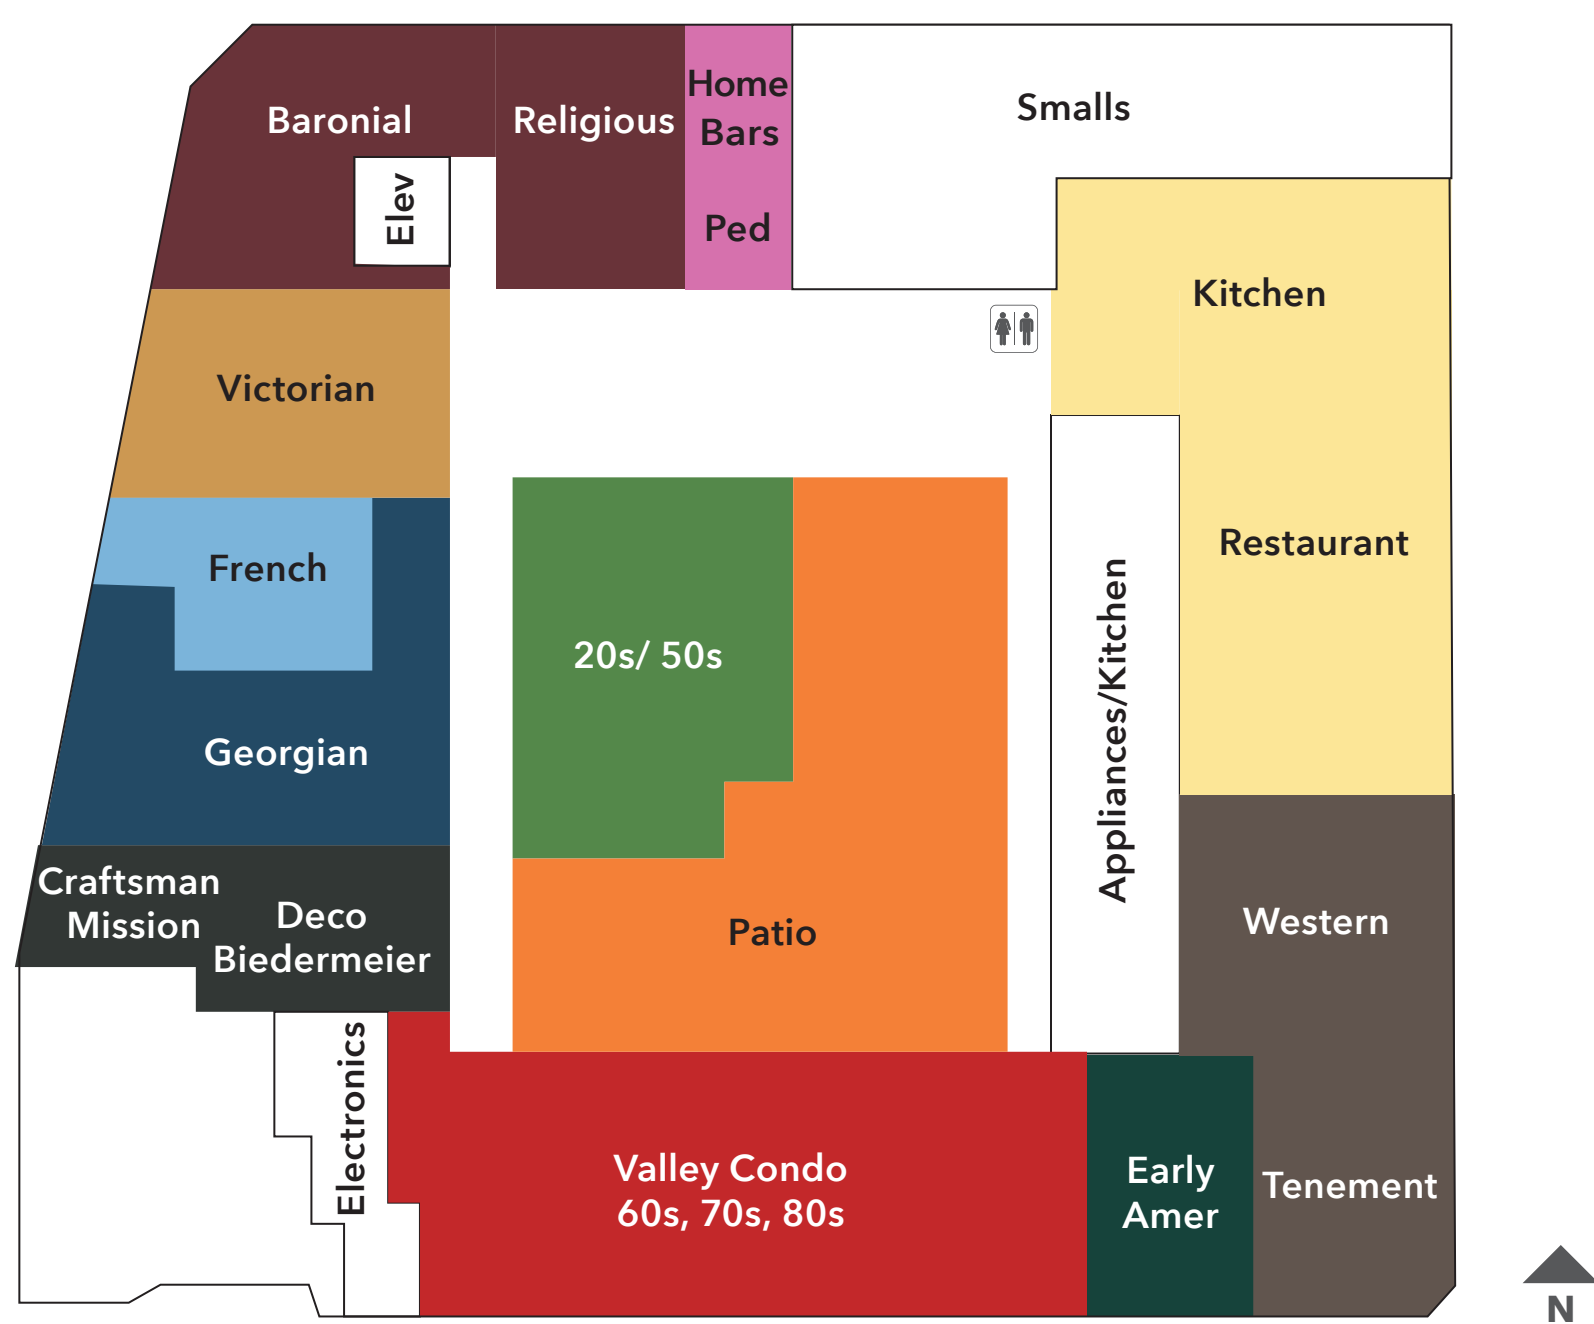 Baronial
Religious
Home
Bars
Ped
Smalls
Elev
Kitchen
Victorian
French
Restaurant
20s/ 50s
Appliances/Kitchen
Georgian
Craftsman
Mission
Deco
Biedermeier
Patio
Western
Electronics
Valley Condo
60s, 70s, 80s
Early
Amer
Tenement
N